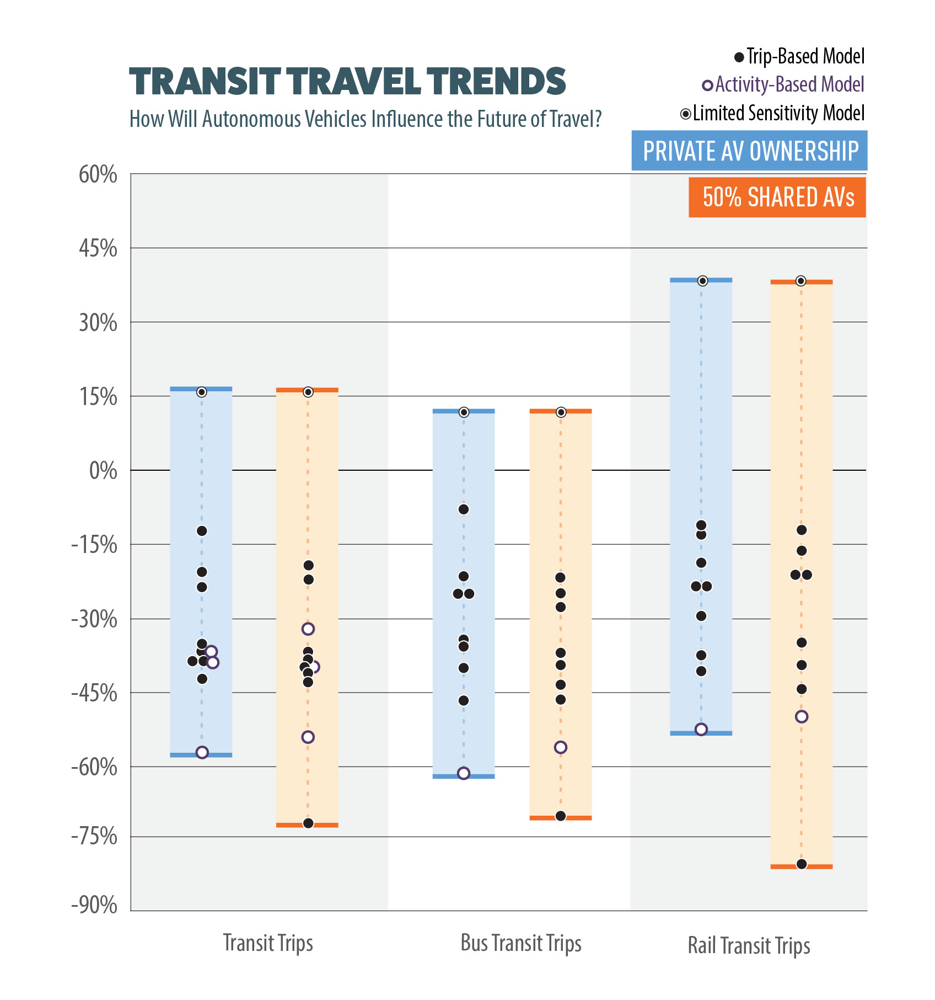 Trip-Based Model
Activity-Based Model
Limited Sensitivity Model
TRANSIT TRAVEL TRENDS
How Will Autonomous Vehicles Influence the Future of Travel?
PRIVATE AV OWNERSHIP
50% SHARED AVs
60%
45%
30%
15%
0%
-15%
-30%
-45%
-60%
-75%
-90%
Transit Trips
Bus Transit Trips
Rail Transit Trips